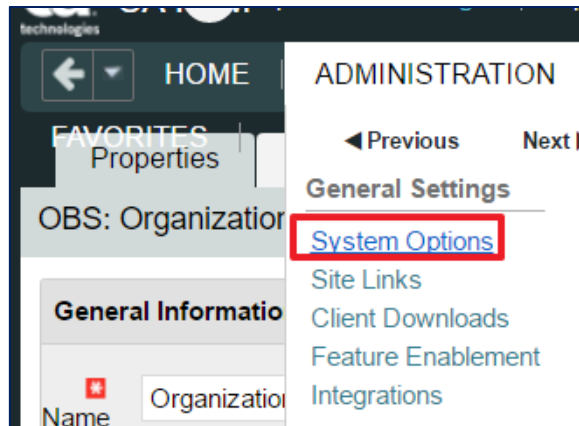 technologies
HOME
ADMINISTRATION
FAVORITES
Previous Next
Properties
General Settings
OBS: Organization
System Options
Site Links
General Informatio
Client Downloads
Feature Enablement
Organization
Integrations
Name